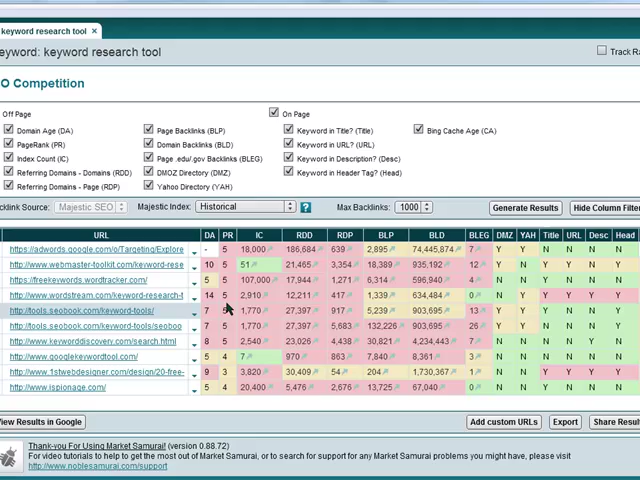 keyword research tool ×
eyword: keyword research tool
Track Ra
O Competition
Off Page
On Page
Domain Age (DA)
Page Backlinks (BLP)
Keyword in Title? (Title)
Bing Cache Age (CA)
PageRank (PR)
Domain Backlinks (BLD)
Keyword in URL? (URL)
Index Count (IC)
Page .edu/.gov Backlinks (BLEG)
Keyword in Description? (Desc)
Referring Domains - Domains (RDD)
DMOZ Directory (DMZ)
Keyword in Header Tag? (Head)
Referring Domains - Page (RDP)
Yahoo Directory (YAH)
acklink Source: Majestic SEO Majestic Index: Historical ? Max Backlinks: 1000 Generate Results Hide Column Filter
URL DA PR IC RDD RDP BLP BLD BLEG DMZ YAH Title URL Desc Head
https://adwords.google.com/o/Targeting/Explore - 5 18,000 186,684 639 2,895 74,445,874 7 Y Y N N N N
http://www.webmaster-toolkit.com/keyword-rese 10 5 51 21,465 3,354 18,389 935,192 12 Y N Y Y N Y
https://freekeywords.wordtracker.com/ 5 5 107,000 17,944 1,271 6,314 596,940 4 N N N N N N
http://www.wordstream.com/keyword-research-t 14 5 2,910 12,211 417 1,339 634,484 0 N Y Y Y Y Y
http://tools.seobook.com/keyword-tools/ 7 5 1,770 27,397 917 5,239 903,655 13 Y Y N N N Y
http://tools.seobook.com/keyword-tools/seoboo 7 5 1,770 27,397 5,683 132,226 903,655 26 Y Y N N N Y
http://www.keyworddiscovery.com/search.html 8 5 2,540 23,026 4,438 30,821 4,234,443 7 N Y N N N N
http://www.googlekeywordtool.com/ 5 4 7 970 863 7,840 8,361 3 N N N N N N
http://www.1stwebdesigner.com/design/20-free- 9 3 3,820 30,409 54 204 1,730,367 1 N N Y Y Y Y
http://www.ispionage.com/ 5 4 20,400 5,476 2,676 13,725 67,040 0 N N N N N N
View Results in Google Add custom URLs Export Share Resul
Thank-you For Using Market Samurai! (version 0.88.72)
For video tutorials to help to get the most out of Market Samurai, or to search for support for any Market Samurai problems you might have, please visit
http://www.noblesamurai.com/support